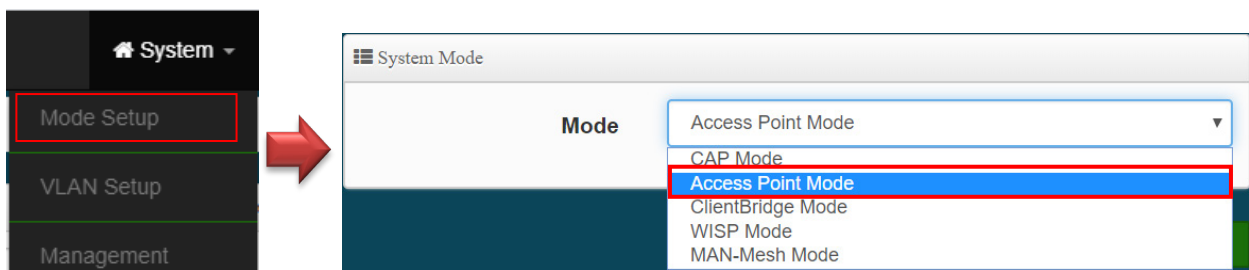 System
Mode Setup
VLAN Setup
Management
System Mode
Mode
Access Point Mode
CAP Mode
Access Point Mode
ClientBridge Mode
WISP Mode
MAN-Mesh Mode